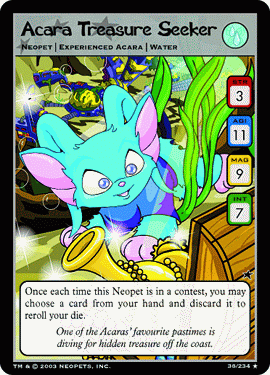 Acara Treasure Seeker
Neopet | Experienced Acara | Water
STR
3
AGI
11
MAG
9
INT
7
Once each time this Neopet is in a contest, you may
choose a card from your hand and discard it to
reroll your die.
One of the Acaras' favourite pastimes is
diving for hidden treasure off the coast.
TM & © 2003 NEOPETS, INC.
38/234 ★